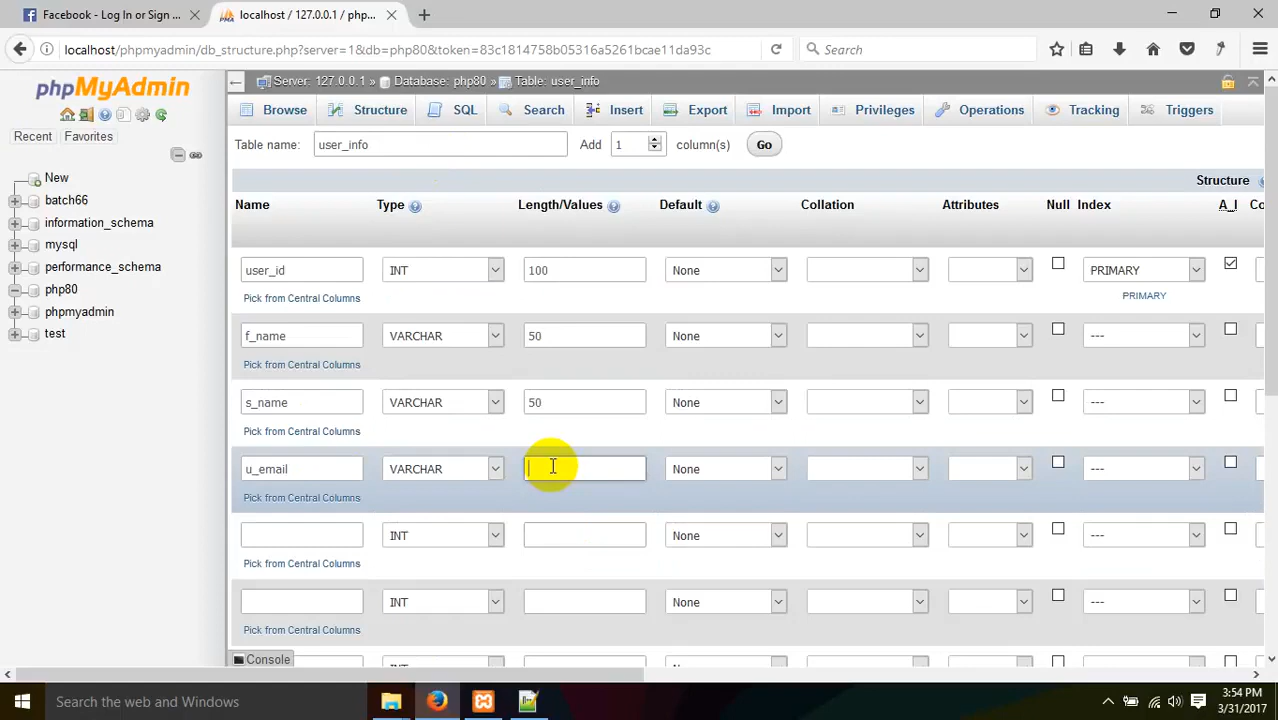 Facebook - Log In or Sign ...
localhost / 127.0.0.1 / php...
localhost/phpmyadmin/db_structure.php?server=1&db=php80&token=83c1814758b05316a5261bcae11da93c
Search
phpMyAdmin
Recent
Favorites
New
batch66
information_schema
mysql
performance_schema
php80
phpmyadmin
test
Server: 127.0.0.1 » Database: php80 » Table: user_info
Browse
Structure
SQL
Search
Insert
Export
Import
Privileges
Operations
Tracking
Triggers
Table name: user_info Add 1 column(s) Go
Structure
Name Type Length/Values Default Collation Attributes Null Index A_I Co
user_id INT 100 None PRIMARY
Pick from Central Columns PRIMARY
f_name VARCHAR 50 None ---
Pick from Central Columns
s_name VARCHAR 50 None ---
Pick from Central Columns
u_email VARCHAR None ---
Pick from Central Columns
INT None ---
Pick from Central Columns
INT None ---
Pick from Central Columns
Console
Search the web and Windows
3:54 PM
3/31/2017